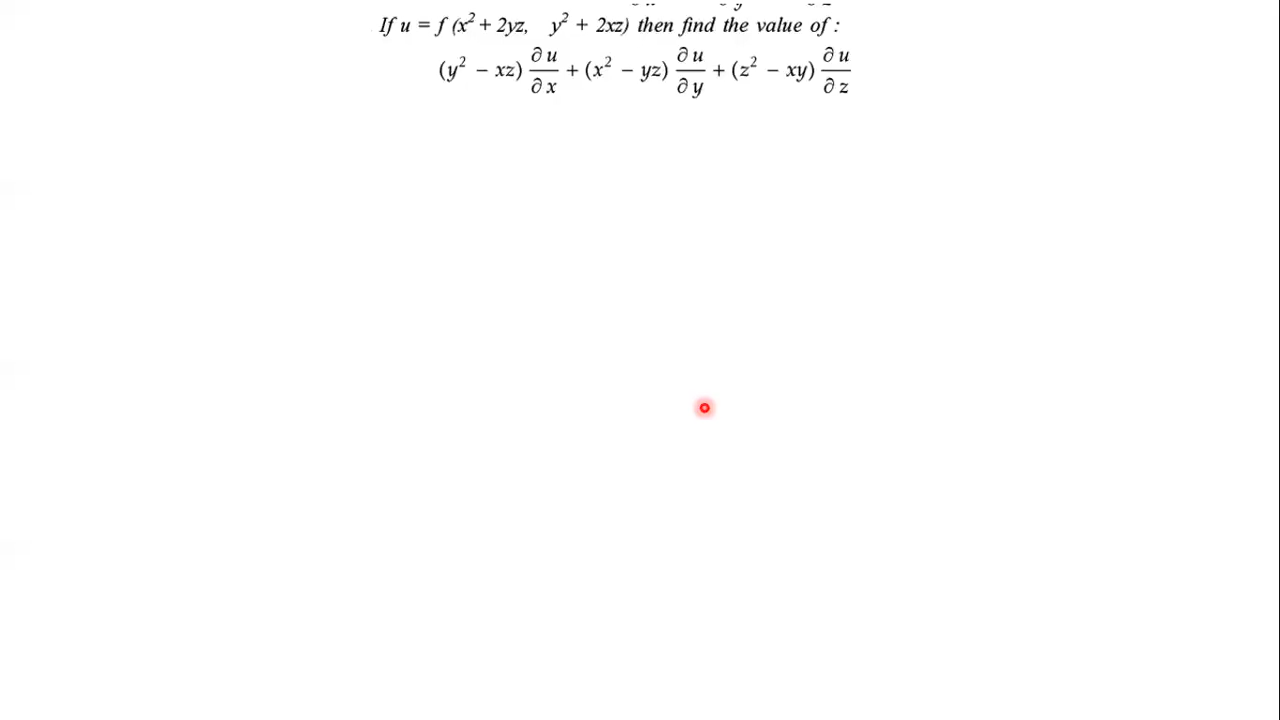 If u = f (x² + 2yz, y² + 2xz) then find the value of :
(y² − xz) ∂u/∂x + (x² − yz) ∂u/∂y + (z² − xy) ∂u/∂z